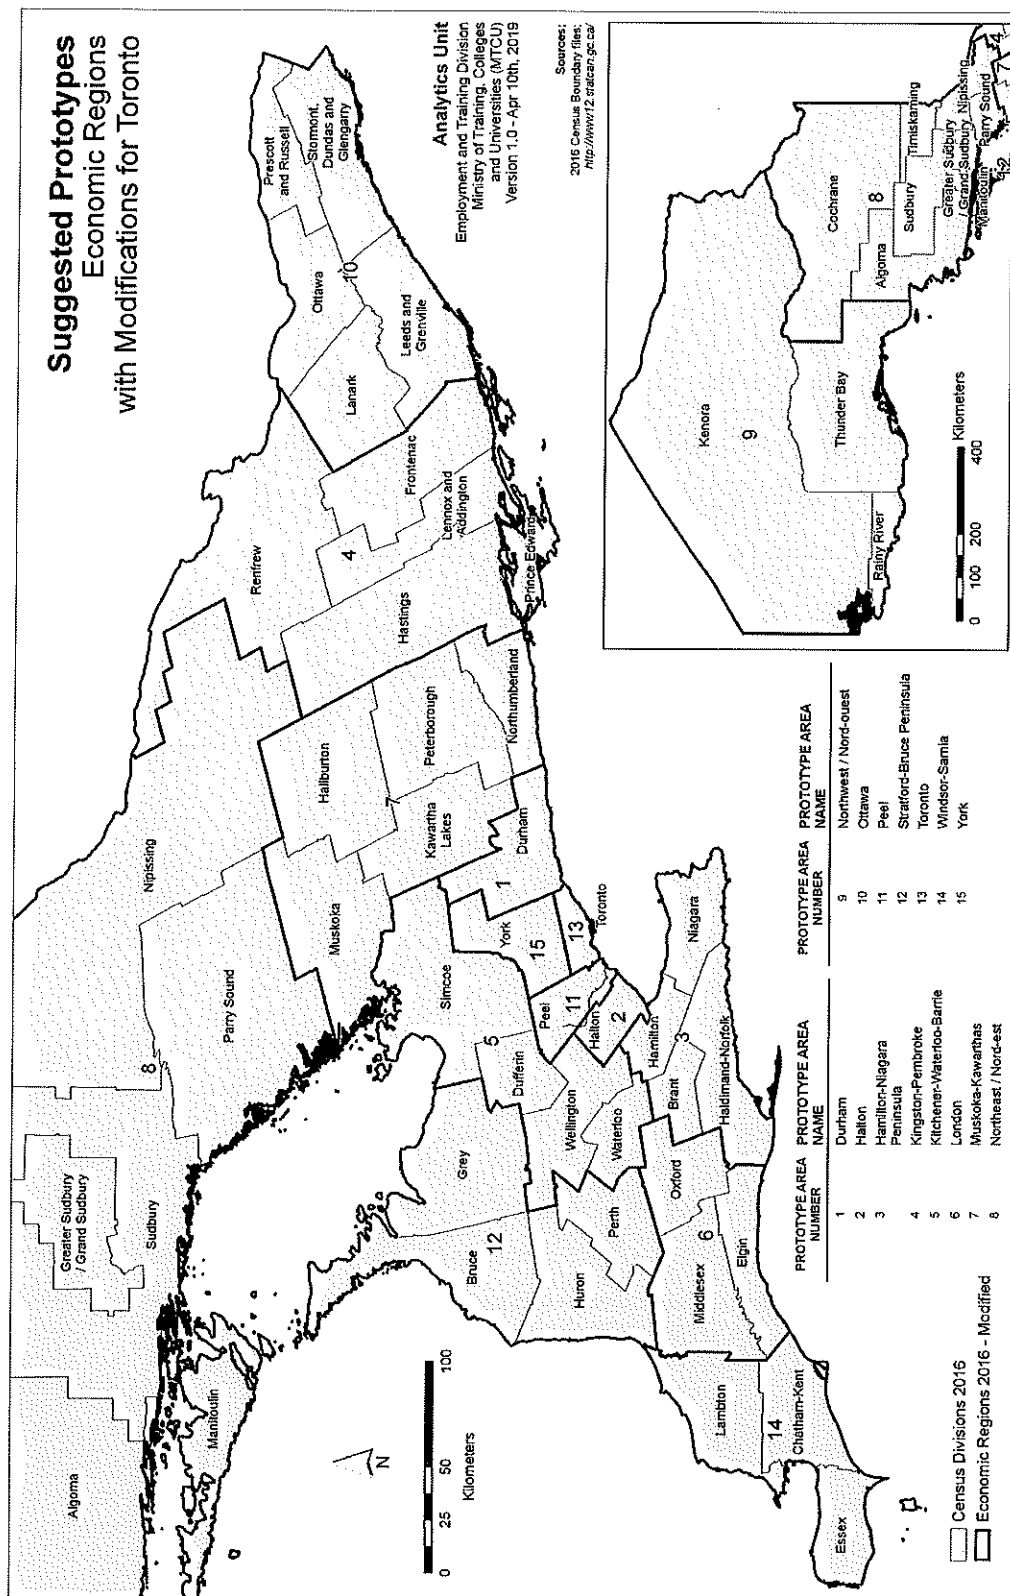 Suggested Prototypes
Economic Regions
with Modifications for Toronto
Analytics Unit
Employment and Training Division
Ministry of Training, Colleges
and Universities (MTCU)
Version 1.0 - Apr 10th, 2019
Sources:
2016 Census Boundary files:
http://www12.statcan.gc.ca/
Algoma
Greater Sudbury
/ Grand Sudbury
Sudbury
Manitoulin
8
Nipissing
Parry Sound
Muskoka
Haliburton
Renfrew
4
Hastings
Frontenac
Lennox and
Addington
Prince Edward
Lanark
Ottawa
10
Leeds and
Grenville
Prescott
and Russell
Stormont,
Dundas and
Glengarry
Kawartha
Lakes
Peterborough
Northumberland
Durham
1
York
15
13
Toronto
Simcoe
5
Dufferin
Peel
11
Halton
2
Grey
Bruce
12
Wellington
Waterloo
Huron
Perth
Hamilton
3
Niagara
Brant
Haldimand-Norfolk
Oxford
6
Middlesex
Elgin
Lambton
14
Chatham-Kent
Essex
N
0 25 50 100
Kilometers
Kenora
9
Thunder Bay
Rainy River
Cochrane
8
Algoma
Sudbury
Timiskaming
Greater Sudbury
/ Grand Sudbury
Nipissing
Manitoulin
Parry Sound
12
7
4
0 100 200 400
Kilometers
Census Divisions 2016
Economic Regions 2016 - Modified
PROTOTYPE AREA NUMBER PROTOTYPE AREA NAME
1 Durham
2 Halton
3 Hamilton-Niagara
Peninsula
4 Kingston-Pembroke
5 Kitchener-Waterloo-Barrie
6 London
7 Muskoka-Kawarthas
8 Northeast / Nord-est
PROTOTYPE AREA NUMBER PROTOTYPE AREA NAME
9 Northwest / Nord-ouest
10 Ottawa
11 Peel
12 Stratford-Bruce Peninsula
13 Toronto
14 Windsor-Sarnia
15 York